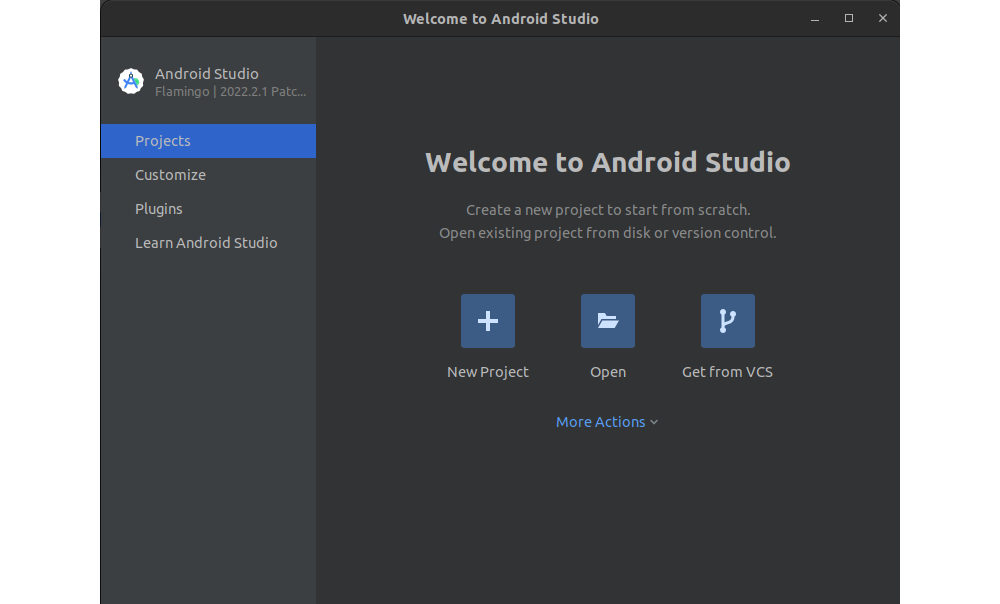 Welcome to Android Studio
Android Studio
Flamingo | 2022.2.1 Patc...
Projects
Customize
Plugins
Learn Android Studio
Welcome to Android Studio
Create a new project to start from scratch.
Open existing project from disk or version control.
New Project
Open
Get from VCS
More Actions